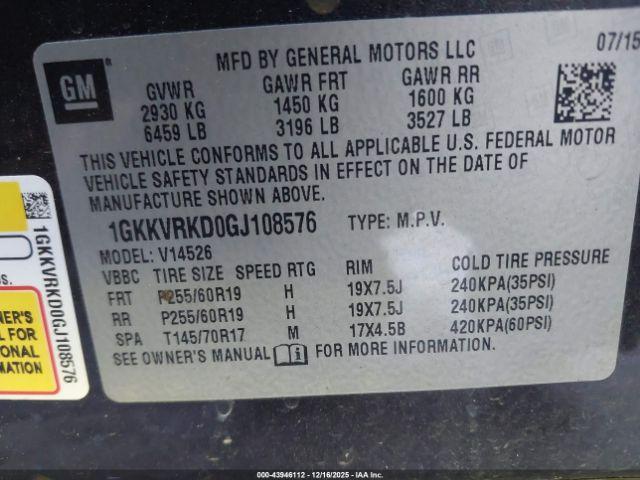 MFD BY GENERAL MOTORS LLC 07/15
GM
GVWR GAWR FRT GAWR RR
2930 KG 1450 KG 1600 KG
6459 LB 3196 LB 3527 LB
THIS VEHICLE CONFORMS TO ALL APPLICABLE U.S. FEDERAL MOTOR
VEHICLE SAFETY STANDARDS IN EFFECT ON THE DATE OF
MANUFACTURE SHOWN ABOVE.
1GKKVRKD0GJ108576 TYPE: M.P.V.
MODEL: V14526
VBBC TIRE SIZE SPEED RTG RIM COLD TIRE PRESSURE
FRT P255/60R19 H 19X7.5J 240KPA(35PSI)
RR P255/60R19 H 19X7.5J 240KPA(35PSI)
SPA T145/70R17 M 17X4.5B 420KPA(60PSI)
SEE OWNER'S MANUAL FOR MORE INFORMATION.
1GKKVRKD0GJ108576
S.
NER'S
L FOR
IONAL
MATION
000-43946112 - 12/16/2025 - IAA Inc.